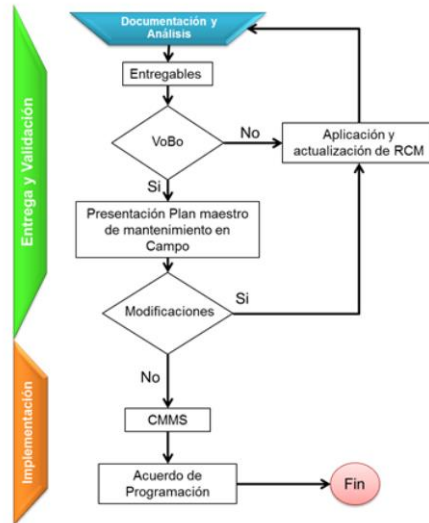 Documentación y
Análisis
Entregables
VoBo
No
Aplicación y
actualización de RCM
Si
Presentación Plan maestro
de mantenimiento en
Campo
Modificaciones
Si
No
CMMS
Acuerdo de
Programación
Fin
Entrega y Validación
Implementación